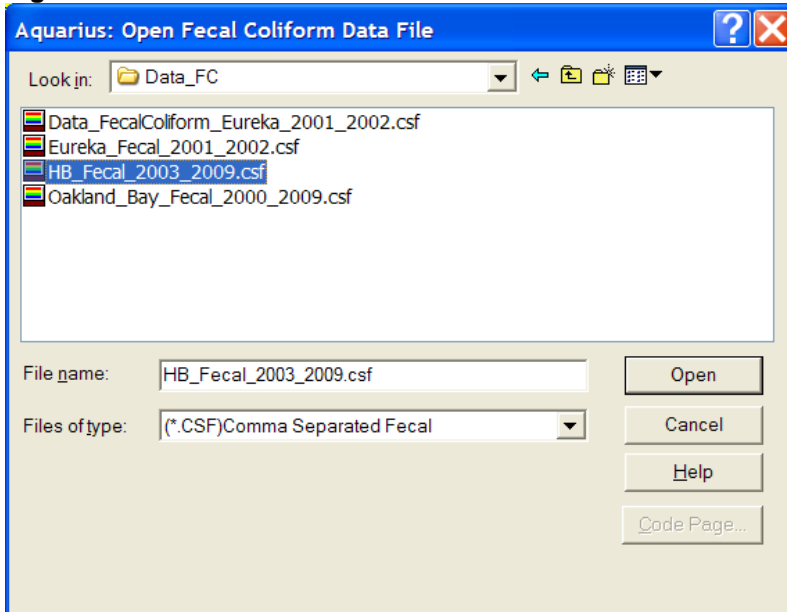 Aquarius: Open Fecal Coliform Data File
Look in: Data_FC
Data_FecalColiform_Eureka_2001_2002.csf
Eureka_Fecal_2001_2002.csf
HB_Fecal_2003_2009.csf
Oakland_Bay_Fecal_2000_2009.csf
File name: HB_Fecal_2003_2009.csf Open
Files of type: (*.CSF)Comma Separated Fecal Cancel
Help
Code Page...